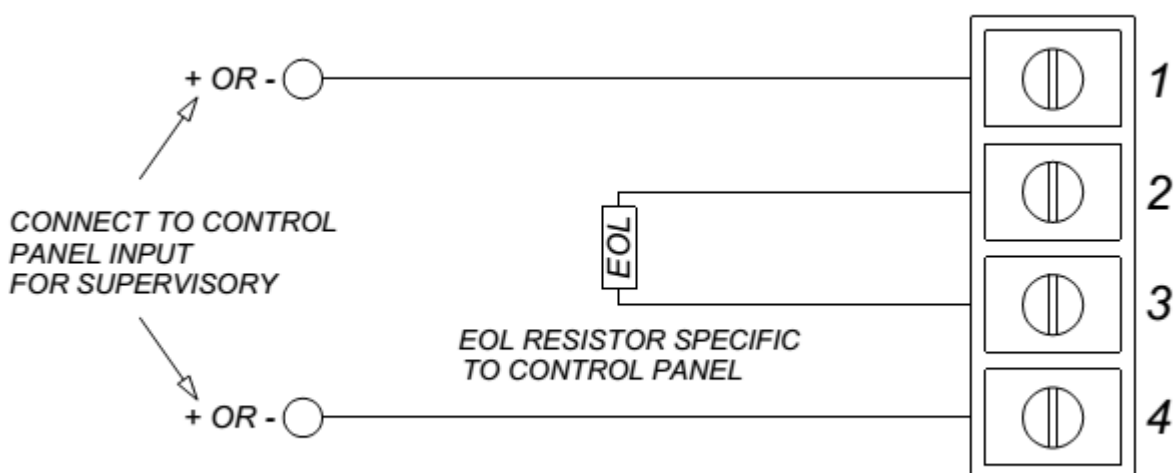 + OR -
1
2
CONNECT TO CONTROL
PANEL INPUT
FOR SUPERVISORY
EOL
3
EOL RESISTOR SPECIFIC
TO CONTROL PANEL
+ OR -
4